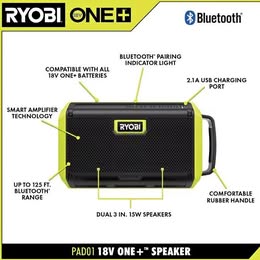 RYOBI 18V ONE+ Bluetooth®
BLUETOOTH® PAIRING
INDICATOR LIGHT
COMPATIBLE WITH ALL
18V ONE+ BATTERIES
2.1A USB CHARGING
PORT
SMART AMPLIFIER
TECHNOLOGY
RYOBI
UP TO 125 FT.
BLUETOOTH®
RANGE
COMFORTABLE
RUBBER HANDLE
DUAL 3 IN. 15W SPEAKERS
PAD01 18V ONE+™ SPEAKER